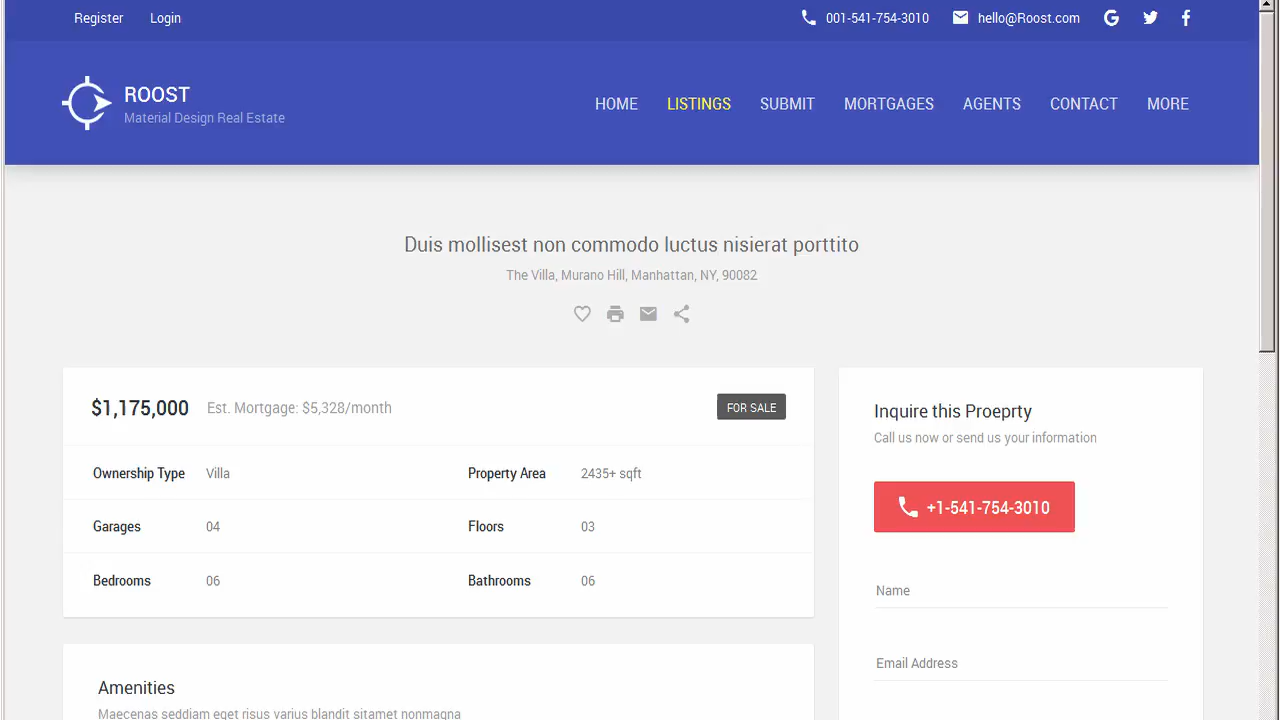 Register Login 001-541-754-3010 hello@Roost.com
ROOST
Material Design Real Estate
HOME LISTINGS SUBMIT MORTGAGES AGENTS CONTACT MORE
Duis mollisest non commodo luctus nisierat porttito
The Villa, Murano Hill, Manhattan, NY, 90082
$1,175,000 Est. Mortgage: $5,328/month FOR SALE
Ownership Type Villa Property Area 2435+ sqft
Garages 04 Floors 03
Bedrooms 06 Bathrooms 06
Amenities
Maecenas seddiam eget risus varius blandit sitamet nonmagna
Inquire this Proeprty
Call us now or send us your information
+1-541-754-3010
Name
Email Address